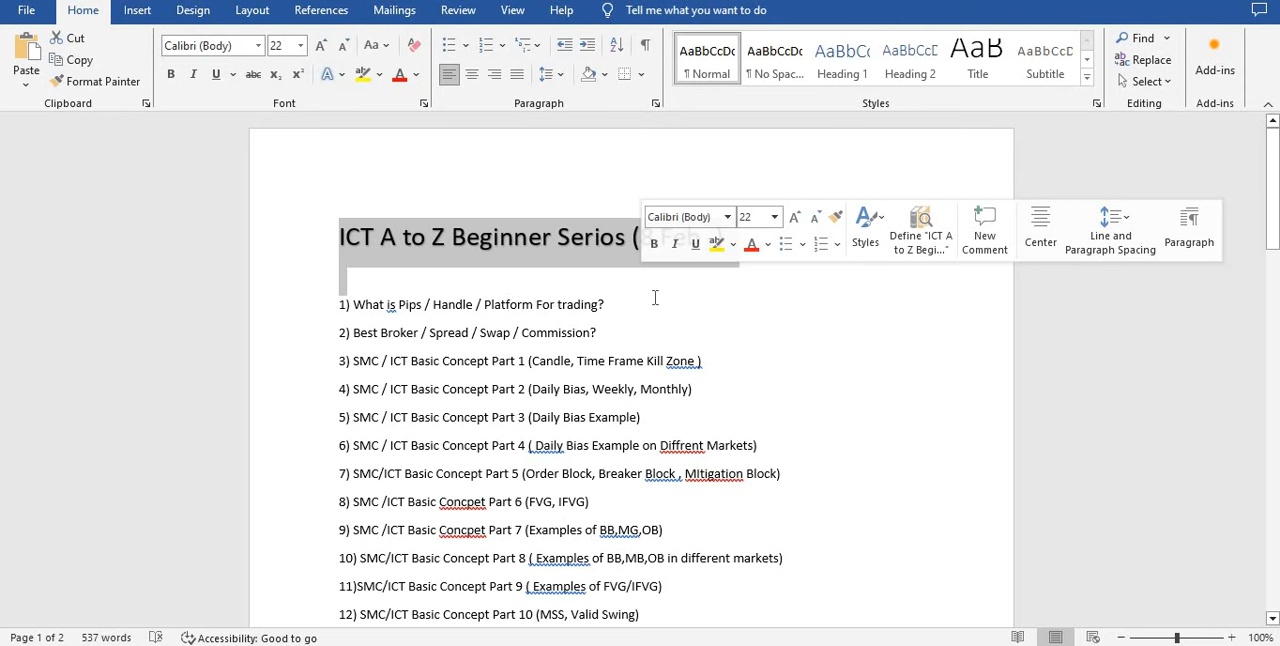 File Home Insert Design Layout References Mailings Review View Help Tell me what you want to do
Paste
Cut
Copy
Format Painter
Clipboard
Calibri (Body) 22
Font
Paragraph
AaBbCcDc AaBbCcDc AaBbCc AaBbCcD AaB AaBbCcD
¶ Normal ¶ No Spac... Heading 1 Heading 2 Title Subtitle
Styles
Find
Replace
Select
Editing
Add-ins
Add-ins
Calibri (Body) 22
Styles
Define "ICT A to Z Begi..."
New Comment
Center
Line and Paragraph Spacing
Paragraph
ICT A to Z Beginner Serios (8 Feb
1) What is Pips / Handle / Platform For trading?
2) Best Broker / Spread / Swap / Commission?
3) SMC / ICT Basic Concept Part 1 (Candle, Time Frame Kill Zone )
4) SMC / ICT Basic Concept Part 2 (Daily Bias, Weekly, Monthly)
5) SMC / ICT Basic Concept Part 3 (Daily Bias Example)
6) SMC / ICT Basic Concept Part 4 ( Daily Bias Example on Diffrent Markets)
7) SMC/ICT Basic Concept Part 5 (Order Block, Breaker Block , MItigation Block)
8) SMC /ICT Basic Concpet Part 6 (FVG, IFVG)
9) SMC /ICT Basic Concpet Part 7 (Examples of BB,MG,OB)
10) SMC/ICT Basic Concept Part 8 ( Examples of BB,MB,OB in different markets)
11)SMC/ICT Basic Concept Part 9 ( Examples of FVG/IFVG)
12) SMC/ICT Basic Concept Part 10 (MSS, Valid Swing)
Page 1 of 2 537 words Accessibility: Good to go 100%